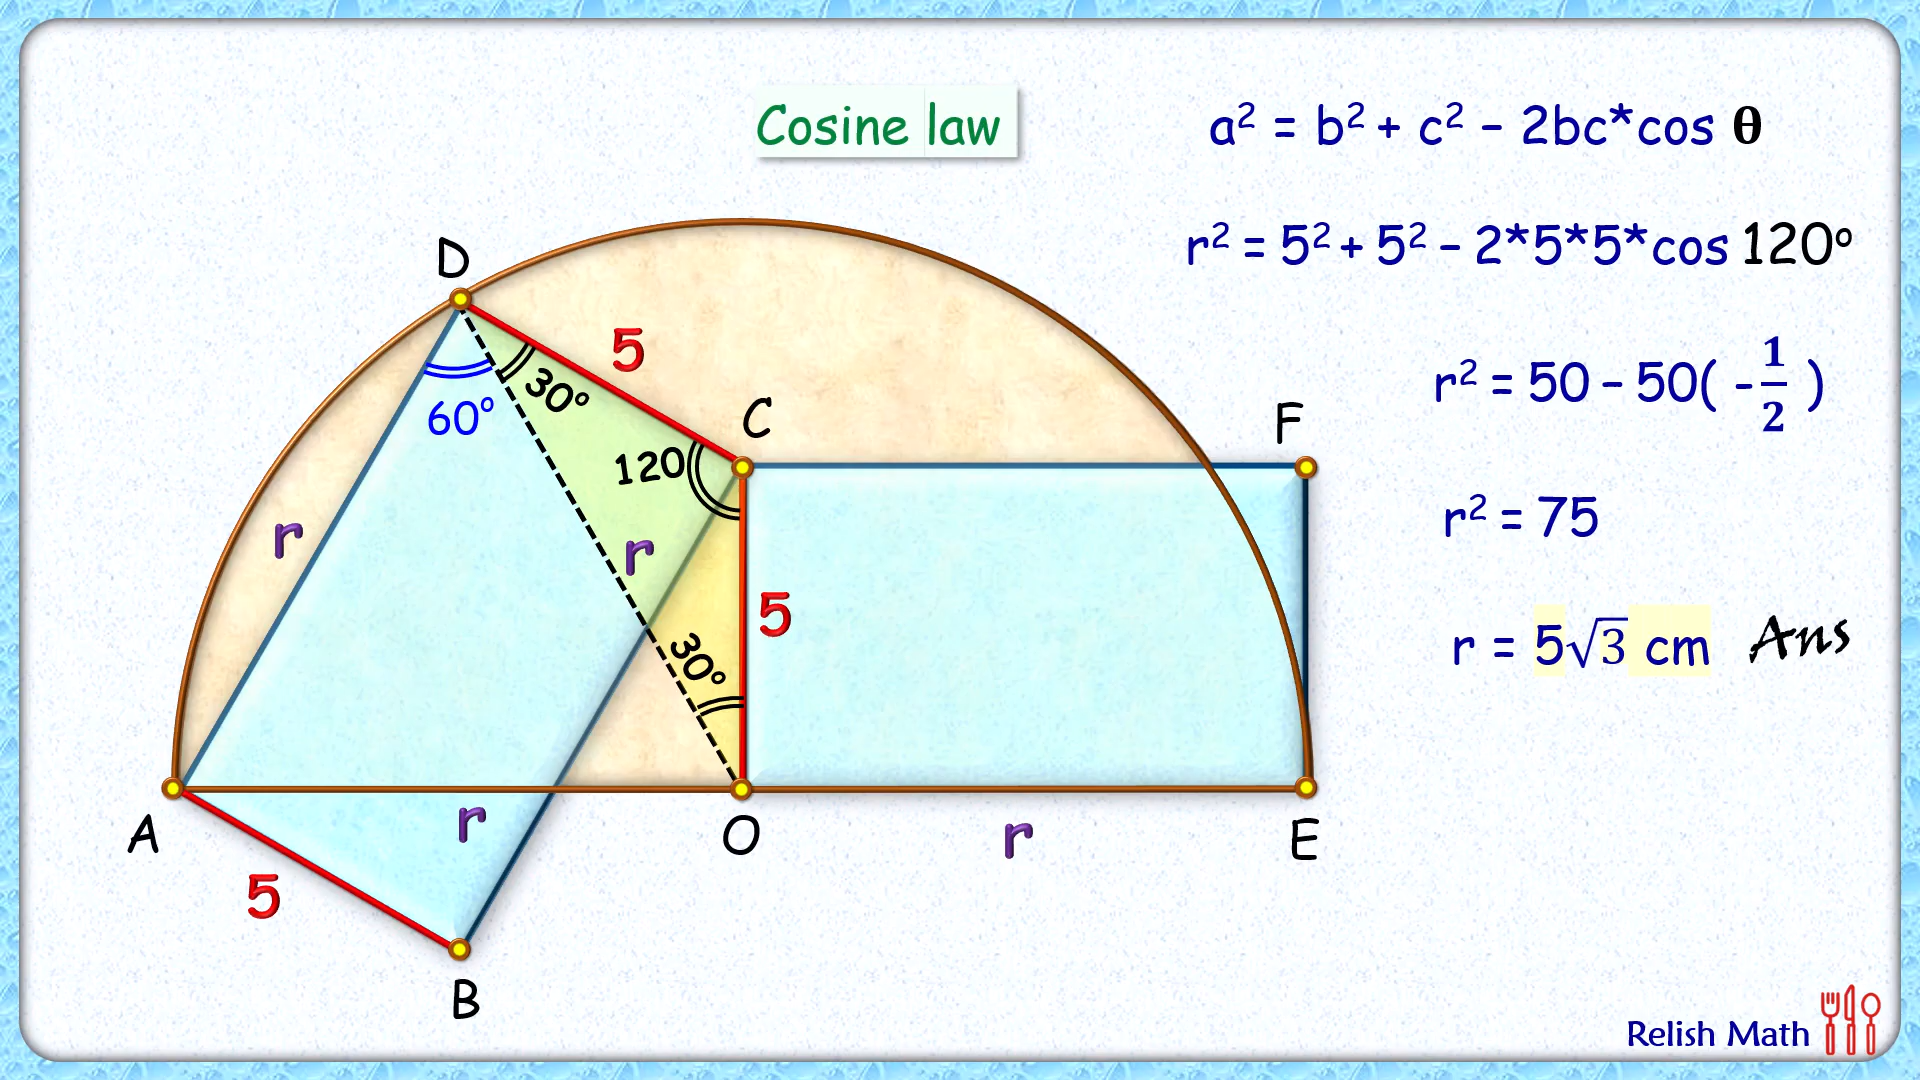 Cosine law
a² = b² + c² – 2bc*cos θ
r² = 5² + 5² – 2*5*5*cos 120°
r² = 50 – 50( -1/2 )
r² = 75
r = 5√3 cm Ans
D
5
60°
30°
C
F
120
r
r
5
30°
A
r
O
r
E
5
B
Relish Math